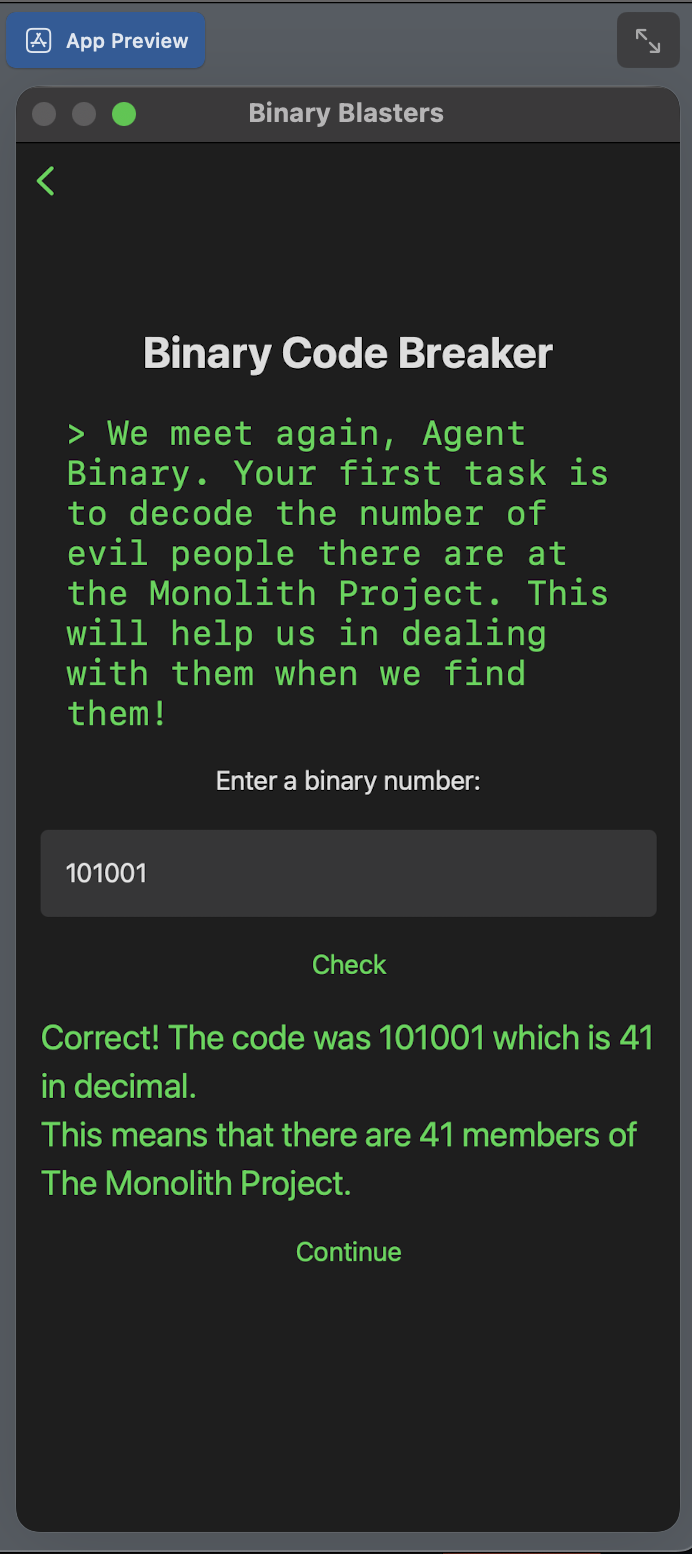 App Preview
Binary Blasters
Binary Code Breaker
> We meet again, Agent
Binary. Your first task is
to decode the number of
evil people there are at
the Monolith Project. This
will help us in dealing
with them when we find
them!
Enter a binary number:
101001
Check
Correct! The code was 101001 which is 41
in decimal.
This means that there are 41 members of
The Monolith Project.
Continue